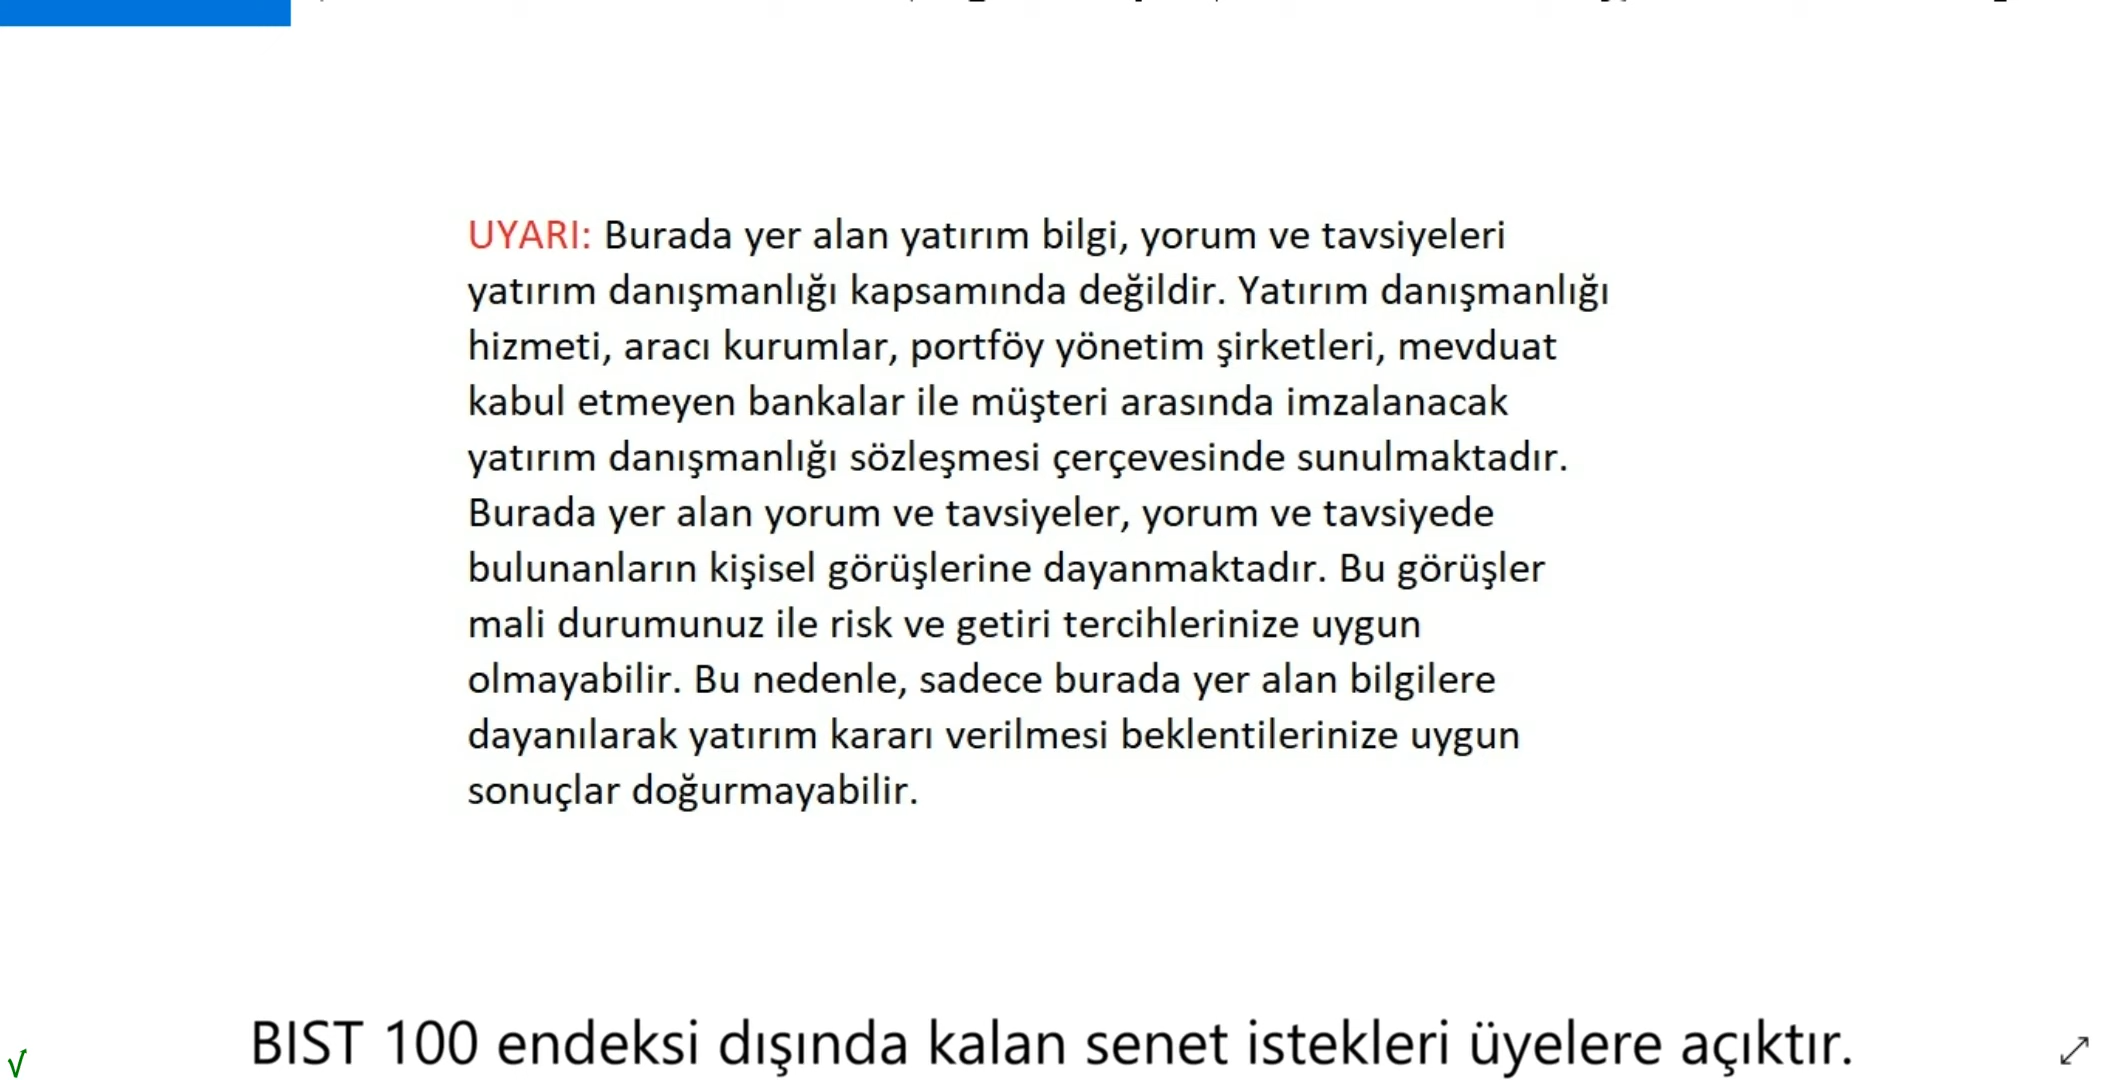 UYARI: Burada yer alan yatırım bilgi, yorum ve tavsiyeleri
yatırım danışmanlığı kapsamında değildir. Yatırım danışmanlığı
hizmeti, aracı kurumlar, portföy yönetim şirketleri, mevduat
kabul etmeyen bankalar ile müşteri arasında imzalanacak
yatırım danışmanlığı sözleşmesi çerçevesinde sunulmaktadır.
Burada yer alan yorum ve tavsiyeler, yorum ve tavsiyede
bulunanların kişisel görüşlerine dayanmaktadır. Bu görüşler
mali durumunuz ile risk ve getiri tercihlerinize uygun
olmayabilir. Bu nedenle, sadece burada yer alan bilgilere
dayanılarak yatırım kararı verilmesi beklentilerinize uygun
sonuçlar doğurmayabilir.
BIST 100 endeksi dışında kalan senet istekleri üyelere açıktır.